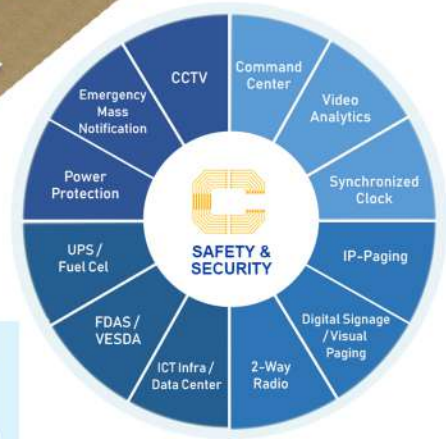 CCTV
Command
Center
Video
Analytics
Synchronized
Clock
IP-Paging
Digital Signage
/ Visual
Paging
2-Way
Radio
ICT Infra /
Data Center
FDAS /
VESDA
UPS /
Fuel Cel
Power
Protection
Emergency
Mass
Notification
SAFETY &
SECURITY